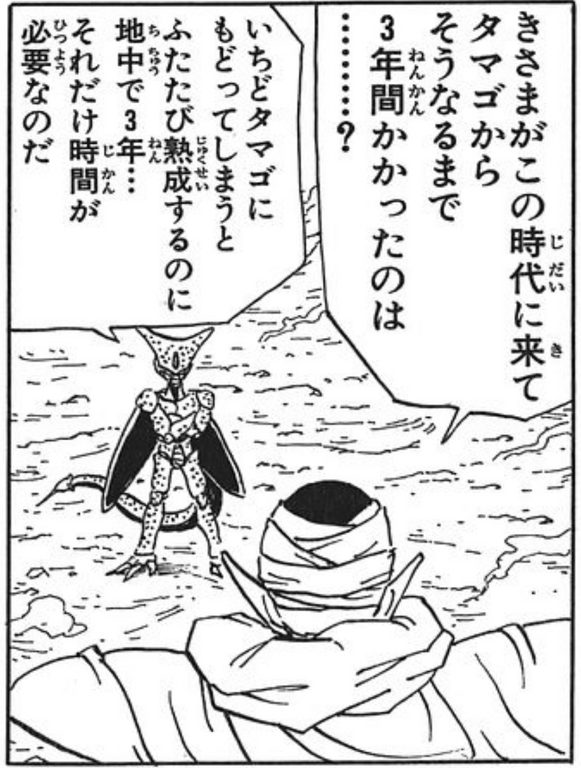 きさまがこの時代に来て
タマゴから
そうなるまで
3年間かかったのは
………?
いちどタマゴに
もどってしまうと
ふたたび熟成するのに
地中で3年…
それだけ時間が
必要なのだ